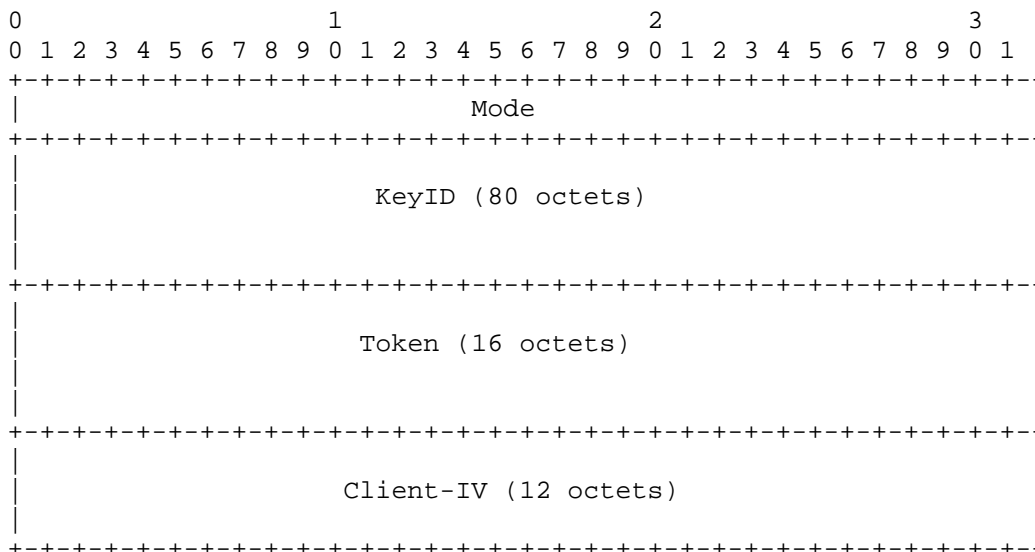 0                   1                   2                   3
0 1 2 3 4 5 6 7 8 9 0 1 2 3 4 5 6 7 8 9 0 1 2 3 4 5 6 7 8 9 0 1
+-+-+-+-+-+-+-+-+-+-+-+-+-+-+-+-+-+-+-+-+-+-+-+-+-+-+-+-+-+-+-+-+-
|                            Mode
+-+-+-+-+-+-+-+-+-+-+-+-+-+-+-+-+-+-+-+-+-+-+-+-+-+-+-+-+-+-+-+-+-
|
|                      KeyID (80 octets)
|
|
+-+-+-+-+-+-+-+-+-+-+-+-+-+-+-+-+-+-+-+-+-+-+-+-+-+-+-+-+-+-+-+-+-
|
|                     Token (16 octets)
|
|
+-+-+-+-+-+-+-+-+-+-+-+-+-+-+-+-+-+-+-+-+-+-+-+-+-+-+-+-+-+-+-+-+-
|
|                    Client-IV (12 octets)
|
+-+-+-+-+-+-+-+-+-+-+-+-+-+-+-+-+-+-+-+-+-+-+-+-+-+-+-+-+-+-+-+-+-